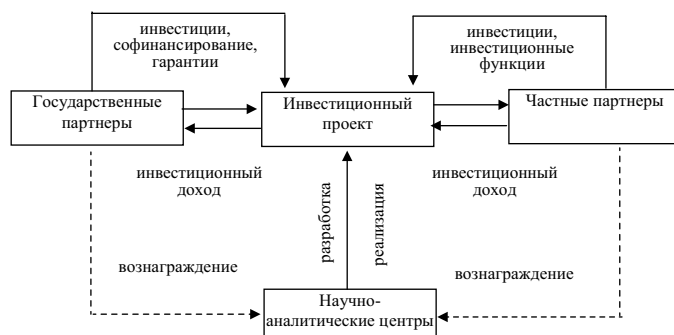 инвестиции,
софинансирование,
гарантии
инвестиции,
инвестиционные
функции
Государственные
партнеры
Инвестиционный
проект
Частные партнеры
инвестиционный
доход
разработка
реализация
инвестиционный
доход
вознаграждение
вознаграждение
Научно-
аналитические центры